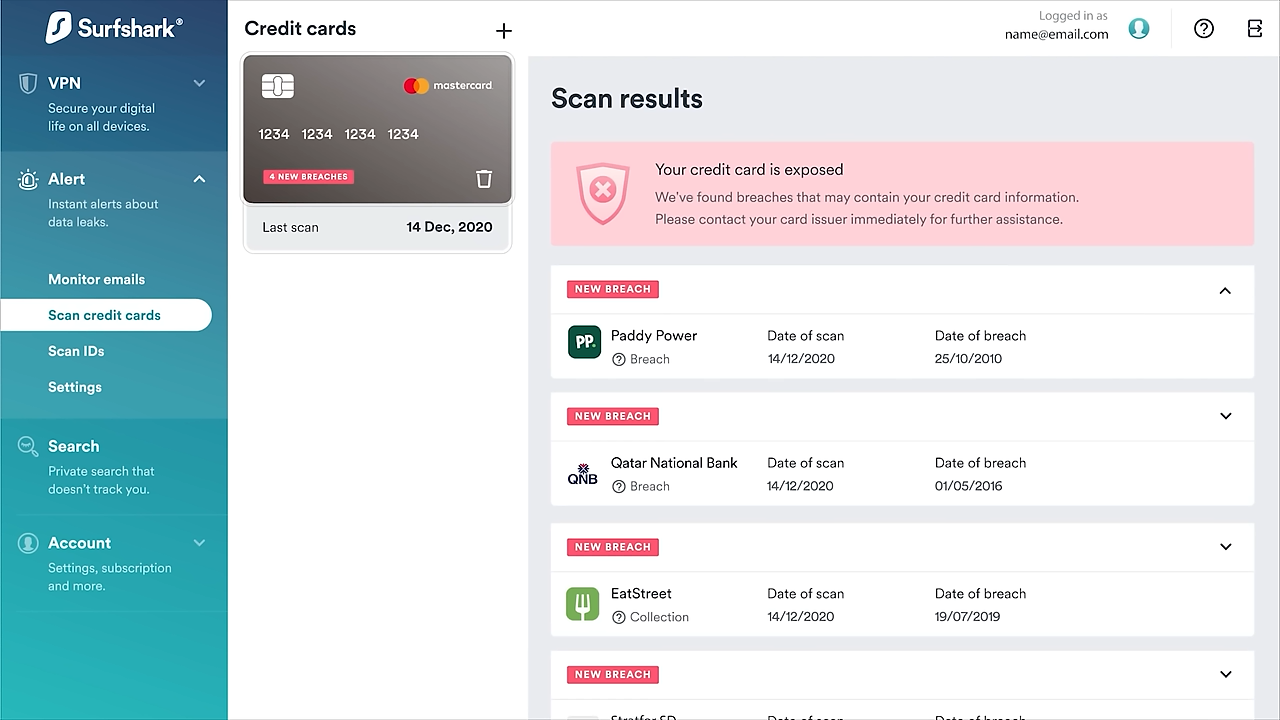 Surfshark®
VPN
Secure your digital
life on all devices.
Alert
Instant alerts about
data leaks.
Monitor emails
Scan credit cards
Scan IDs
Settings
Search
Private search that
doesn't track you.
Account
Settings, subscription
and more.
Credit cards
mastercard
1234 1234 1234 1234
4 NEW BREACHES
Last scan 14 Dec, 2020
Logged in as
name@email.com
Scan results
Your credit card is exposed
We've found breaches that may contain your credit card information.
Please contact your card issuer immediately for further assistance.
NEW BREACH
PP.
Paddy Power Date of scan Date of breach
Breach 14/12/2020 25/10/2010
NEW BREACH
QNB
Qatar National Bank Date of scan Date of breach
Breach 14/12/2020 01/05/2016
NEW BREACH
EatStreet Date of scan Date of breach
Collection 14/12/2020 19/07/2019
NEW BREACH
Date of scan Date of breach